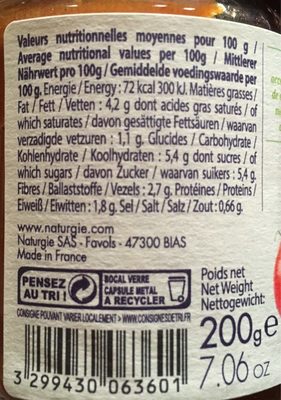 Valeurs nutritionnelles moyennes pour 100 g /
Average nutritional values per 100g / Mittlerer
Nährwert pro 100g / Gemiddelde voedingswaarde per
100 g. Energie / Energy : 72 kcal 300 kJ. Matières grasses /
Fat / Fett / Vetten : 4,2 g dont acides gras saturés / of
which saturates / davon gesättigte Fettsäuren / waarvan
verzadigde vetzuren : 1,1 g. Glucides / Carbohydrate /
Kohlenhydrate / Koolhydraten : 5,4 g dont sucres / of
which sugars / davon Zucker / waarvan suikers : 5,4 g.
Fibres / Ballaststoffe / Vezels : 2,7 g. Protéines / Proteins /
Eiweiß / Eiwitten : 1,8 g. Sel / Salt / Salz / Zout : 0,66 g.
www.naturgie.com
Naturgie SAS - Favols - 47300 BIAS
Made in France
PENSEZ
AU TRI !
BOCAL VERRE
CAPSULE METAL
A RECYCLER
CONSIGNE POUVANT VARIER LOCALEMENT > WWW.CONSIGNESDETRI.FR
3 299430 063601
Poids net
Net Weight
Nettogewicht:
200g e
7.06 oz